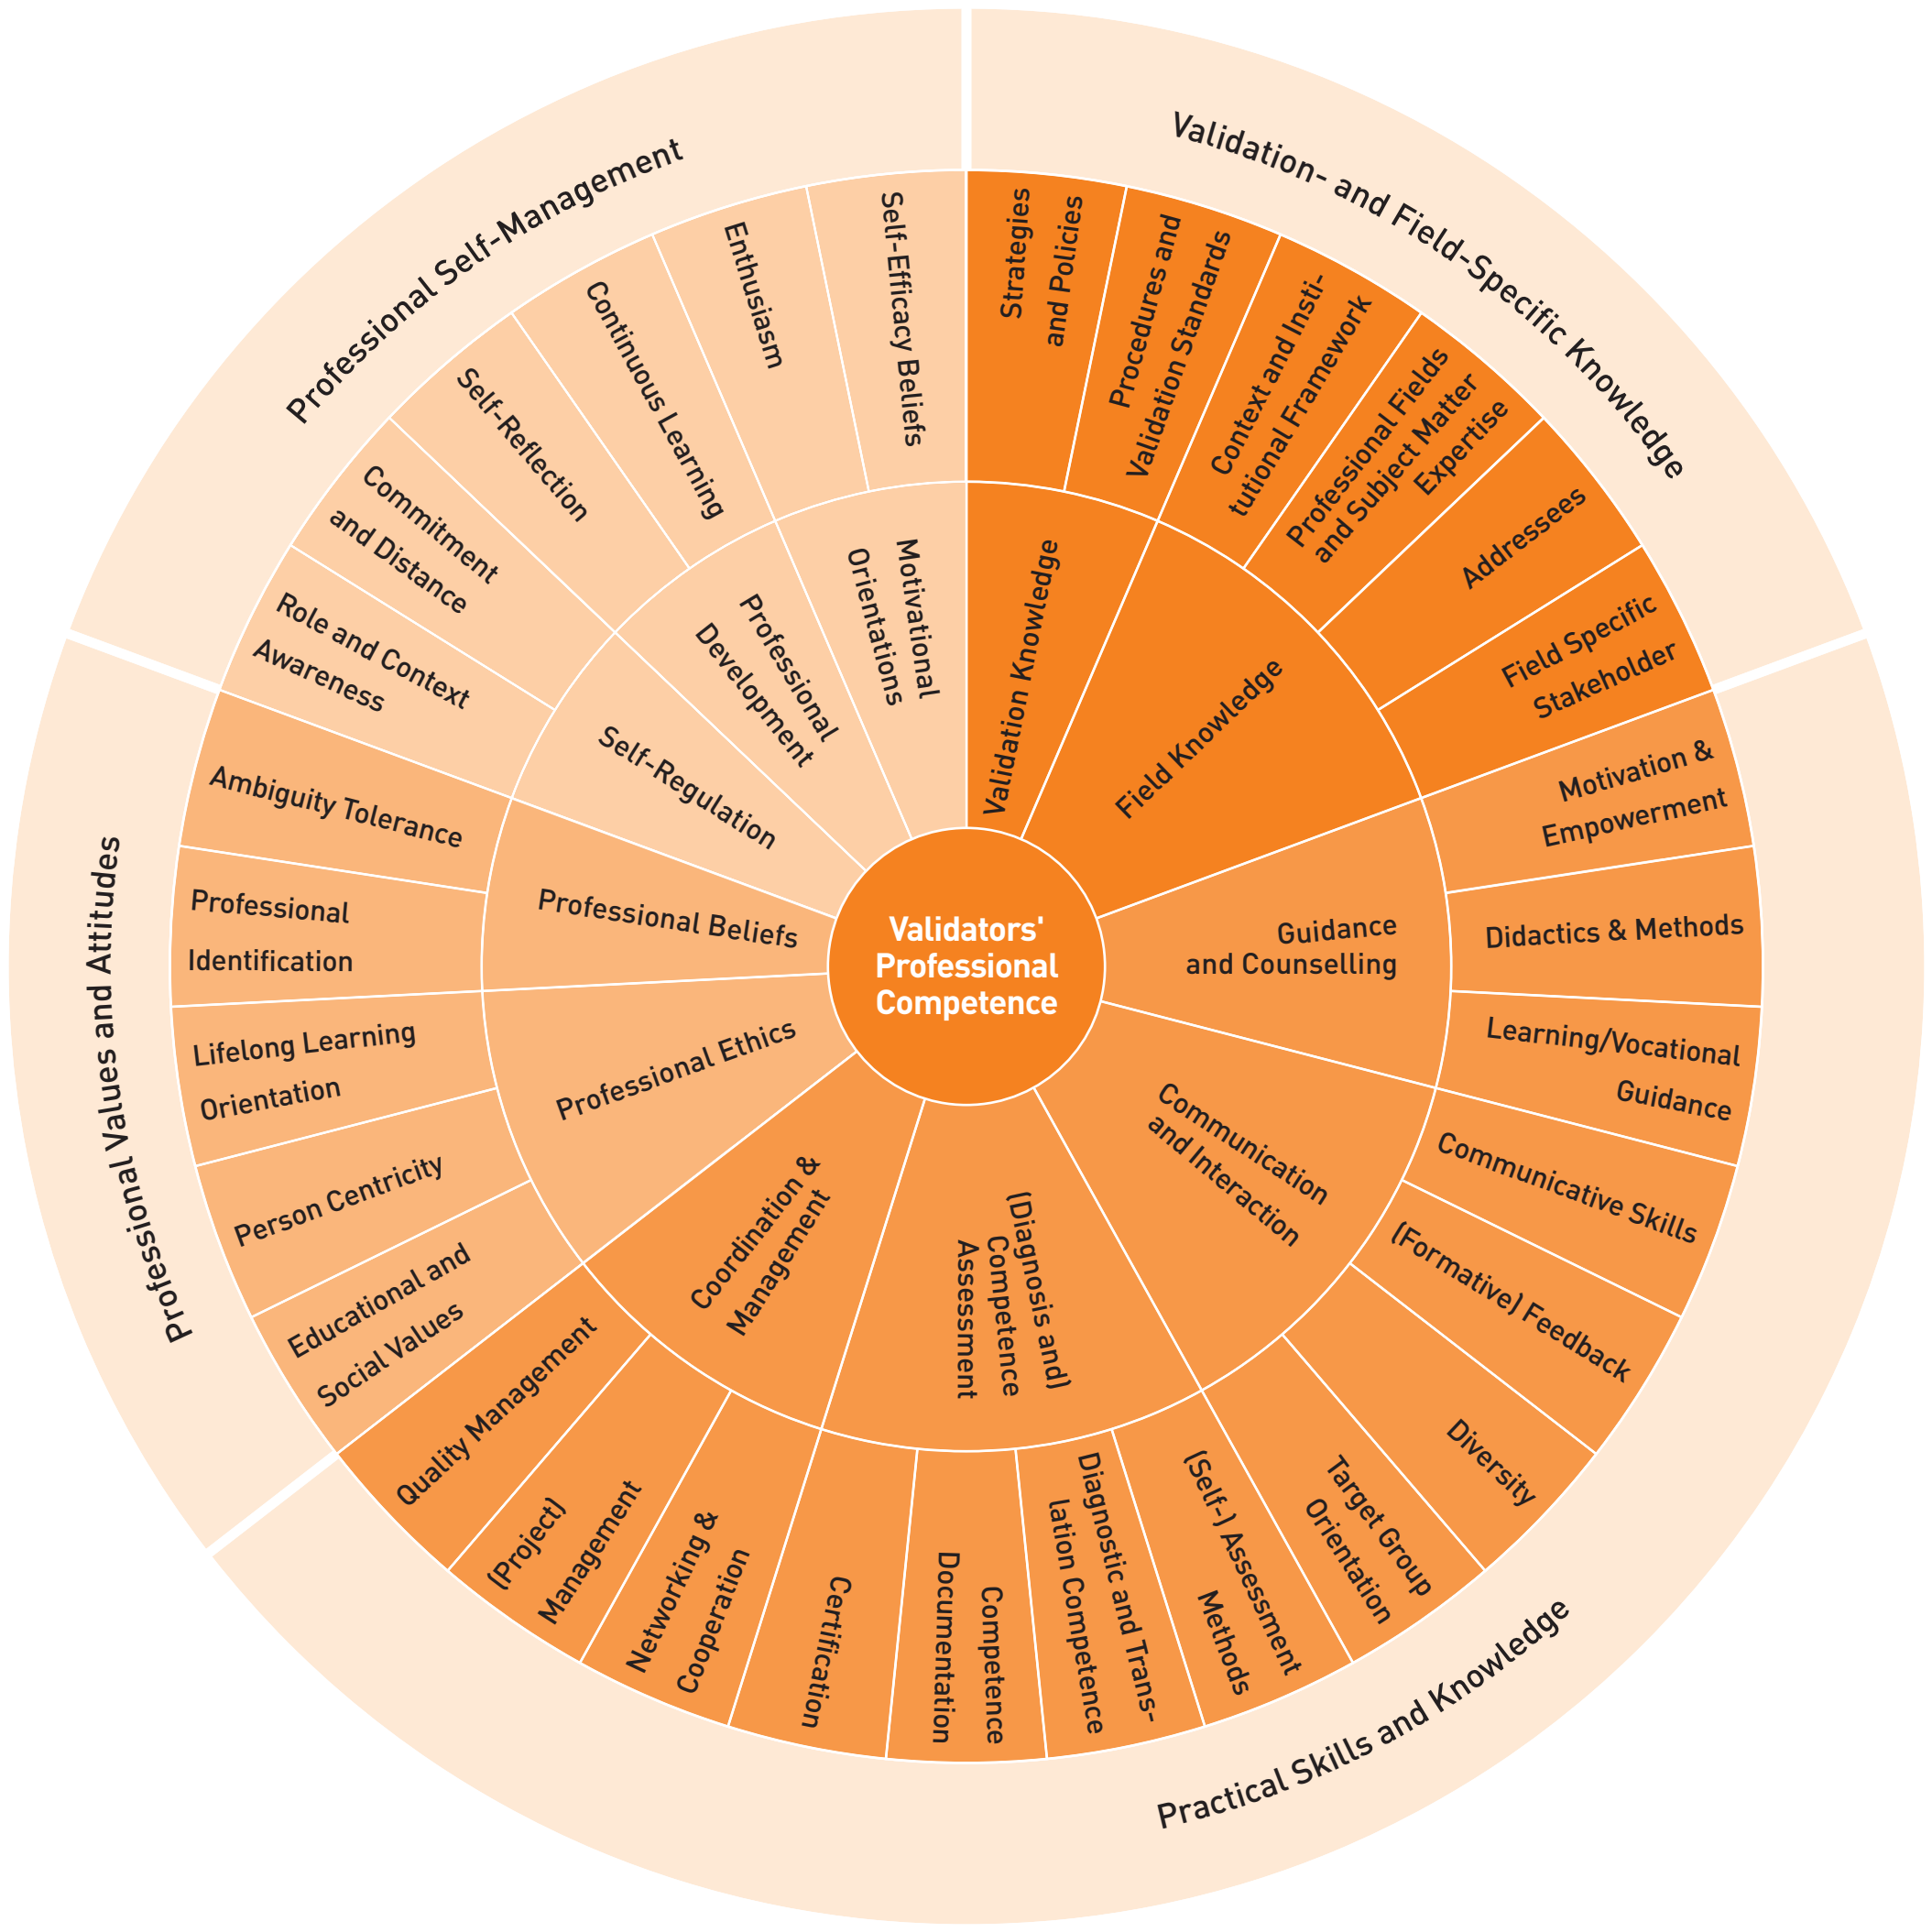 Validators'
Professional
Competence
Validation- and Field-Specific Knowledge
Validation Knowledge
Strategies
and Policies
Procedures and
Validation Standards
Field Knowledge
Context and Insti-
tutional Framework
Professional Fields
and Subject Matter
Expertise
Addressees
Field Specific
Stakeholder
Practical Skills and Knowledge
Guidance
and Counselling
Motivation &
Empowerment
Didactics & Methods
Learning/Vocational
Guidance
Communication
and Interaction
Communicative Skills
(Formative) Feedback
Diversity
Target Group
Orientation
(Diagnosis and)
Competence
Assessment
(Self-) Assessment
Methods
Diagnostic and Trans-
lation Competence
Competence
Documentation
Certification
Coordination &
Management
Networking &
Cooperation
(Project)
Management
Quality Management
Professional Values and Attitudes
Professional Ethics
Educational and
Social Values
Person Centricity
Lifelong Learning
Orientation
Professional Beliefs
Professional
Identification
Ambiguity Tolerance
Professional Self-Management
Self-Regulation
Role and Context
Awareness
Commitment
and Distance
Professional
Development
Self-Reflection
Continuous Learning
Motivational
Orientations
Enthusiasm
Self-Efficacy Beliefs